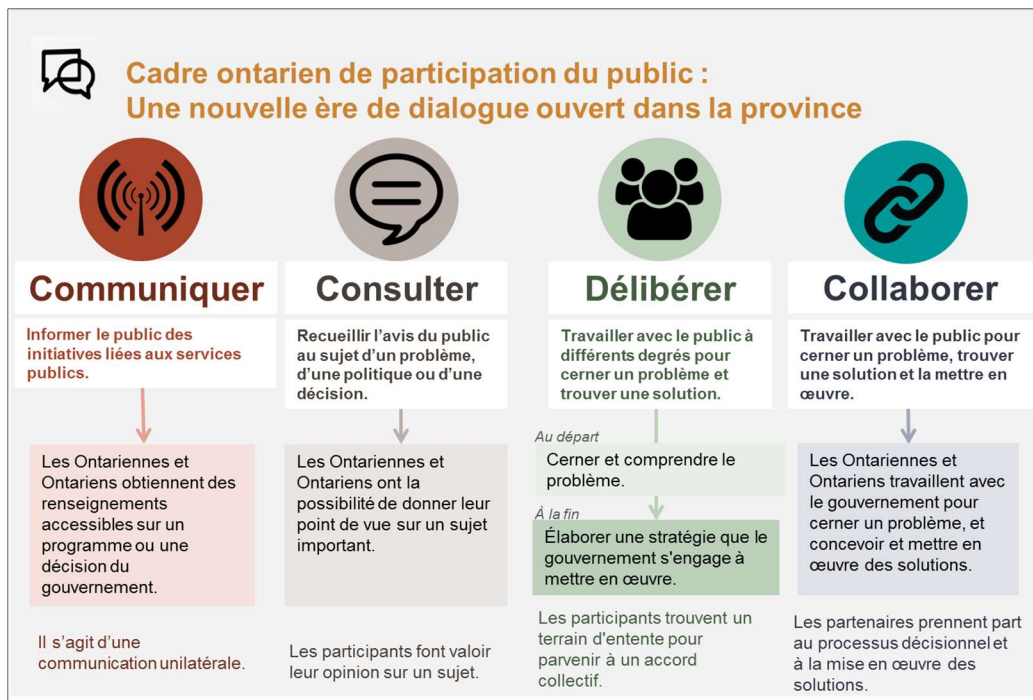 Cadre ontarien de participation du public :
Une nouvelle ère de dialogue ouvert dans la province
Communiquer
Informer le public des
initiatives liées aux services
publics.
Les Ontariennes et
Ontariens obtiennent des
renseignements
accessibles sur un
programme ou une
décision du
gouvernement.
Il s’agit d’une
communication unilatérale.
Consulter
Recueillir l’avis du public
au sujet d’un problème,
d’une politique ou d’une
décision.
Les Ontariennes et
Ontariens ont la
possibilité de donner leur
point de vue sur un sujet
important.
Les participants font valoir
leur opinion sur un sujet.
Délibérer
Travailler avec le public à
différents degrés pour
cerner un problème et
trouver une solution.
Au départ
Cerner et comprendre le
problème.
À la fin
Élaborer une stratégie que le
gouvernement s'engage à
mettre en œuvre.
Les participants trouvent un
terrain d'entente pour
parvenir à un accord
collectif.
Collaborer
Travailler avec le public pour
cerner un problème, trouver
une solution et la mettre en
œuvre.
Les Ontariennes et
Ontariens travaillent avec
le gouvernement pour
cerner un problème, et
concevoir et mettre en
œuvre des solutions.
Les partenaires prennent part
au processus décisionnel et
à la mise en œuvre des
solutions.